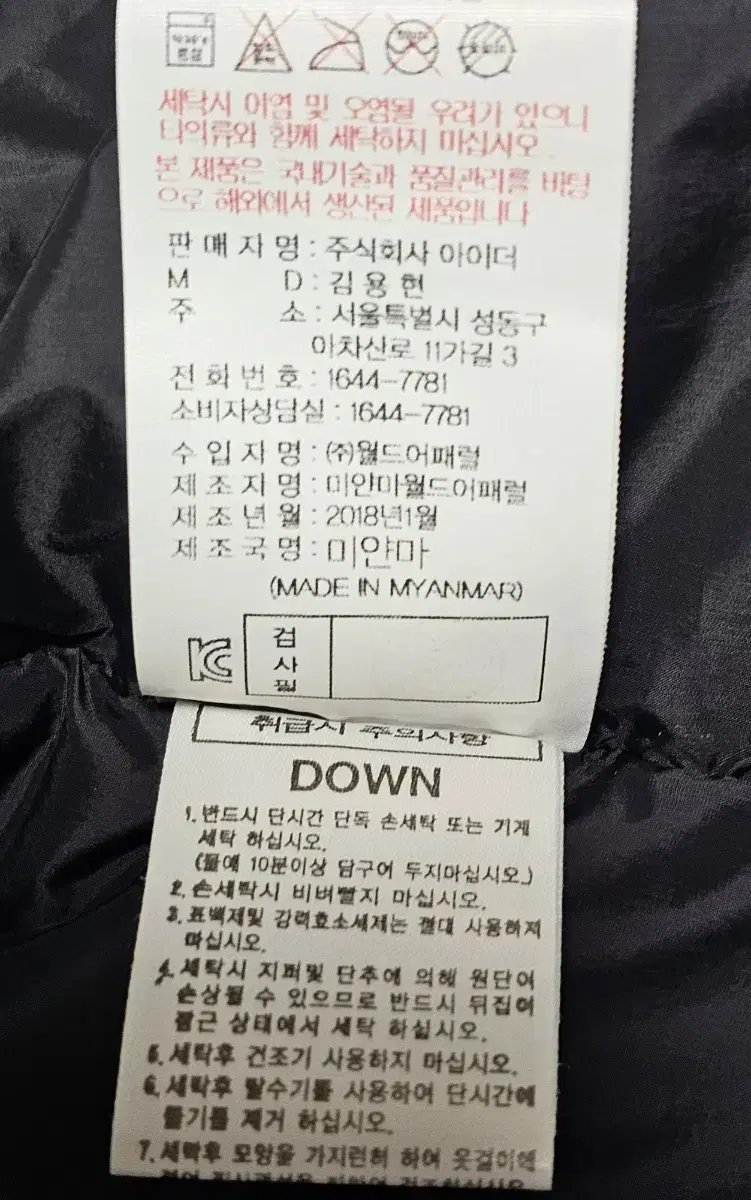 세탁시 이염 및 오염될 우려가 있으니
타의류와 함께 세탁하지 마십시오
본 제품은 국내기술과 품질관리를 바탕
으로 해외에서 생산된 제품입니다
판 매 자 명 : 주식회사 아이더
M D : 김 용 현
주 소 : 서울특별시 성동구
아차산로 11가길 3
전 화 번 호 : 1644-7781
소비자상담실 : 1644-7781
수 입 자 명 : (주)월드어패럴
제 조 자 명 : 미얀마월드어패럴
제 조 년 월 : 2018년1월
제 조 국 명 : 미얀마
(MADE IN MYANMAR)
검
사
필
취급시 주의사항
DOWN
1. 반드시 단시간 단독 손세탁 또는 기계
세탁 하십시오.
(물에 10분이상 담구어 두지마십시오.)
2. 손세탁시 비벼빨지 마십시오.
3. 표백제및 강력효소세제는 절대 사용하지
마십시오.
4. 세탁시 지퍼및 단추에 의해 원단이
손상될 수 있으므로 반드시 뒤집어
잠근 상태에서 세탁 하십시오.
5. 세탁후 건조기 사용하지 마십시오.
6. 세탁후 탈수기를 사용하여 단시간에
물기를 제거 하십시오.
7. 세탁후 모양을 가지런히 하여 옷걸이에